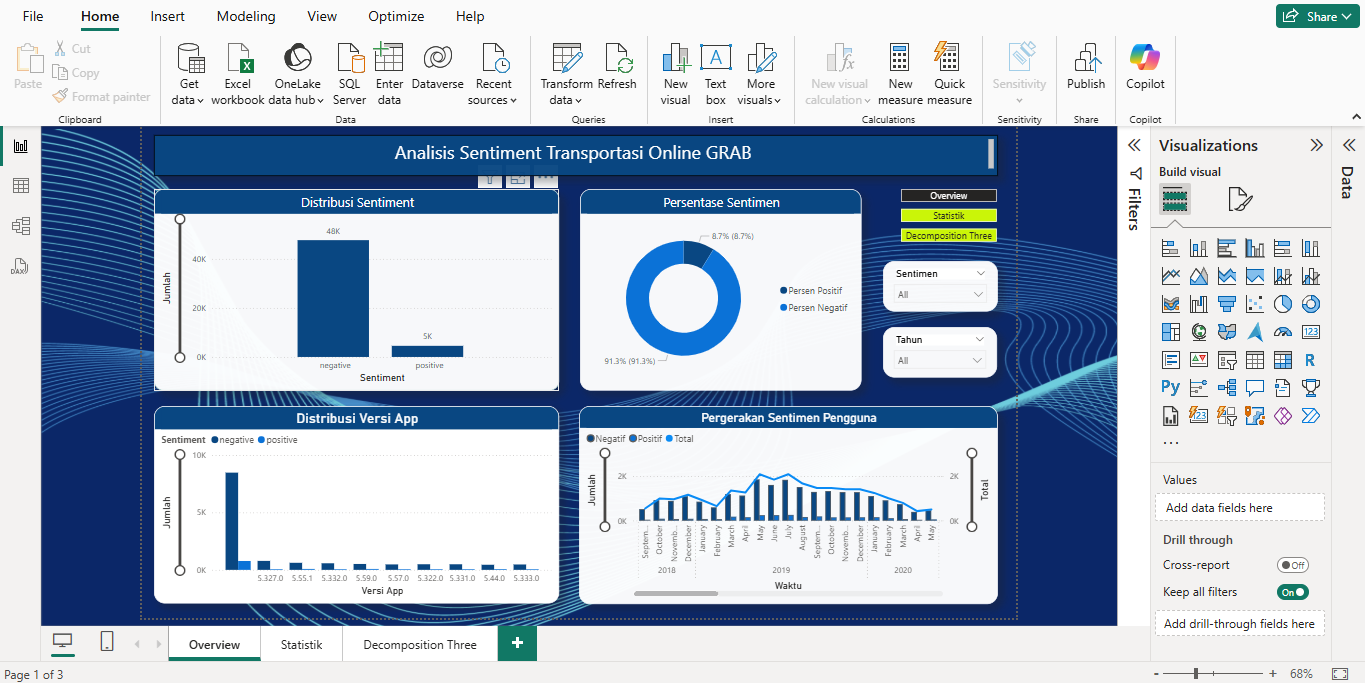 File Home Insert Modeling View Optimize Help Share
Paste Cut
Copy
Format painter
Clipboard
Get data
Excel workbook
OneLake data hub
SQL Server
Enter data
Dataverse
Recent sources
Data
Transform data
Refresh
Queries
New visual
Text box
More visuals
Insert
New visual calculation
New measure
Quick measure
Calculations
Sensitivity
Sensitivity
Publish
Share
Copilot
Copilot
Analisis Sentiment Transportasi Online GRAB
Distribusi Sentiment
48K
40K
20K
0K
5K
Jumlah
negative positive
Sentiment
Persentase Sentimen
8.7% (8.7%)
Persen Positif
Persen Negatif
91.3% (91.3%)
Overview
Statistik
Decomposition Three
Sentimen
All
Tahun
All
Distribusi Versi App
Sentiment negative positive
10K
5K
0K
Jumlah
5.327.0 5.55.1 5.332.0 5.59.0 5.57.0 5.322.0 5.331.0 5.44.0 5.333.0
Versi App
Pergerakan Sentimen Pengguna
Negatif Positif Total
2K 2K
0K 0K
Jumlah
Total
Septem... October Novemb... December January February March April May June July August Septem... October Novemb... December January February March April May
2018 2019 2020
Waktu
Filters
Visualizations
Data
Build visual
Values
Add data fields here
Drill through
Cross-report Off
Keep all filters On
Add drill-through fields here
Overview Statistik Decomposition Three +
Page 1 of 3
- + 68%